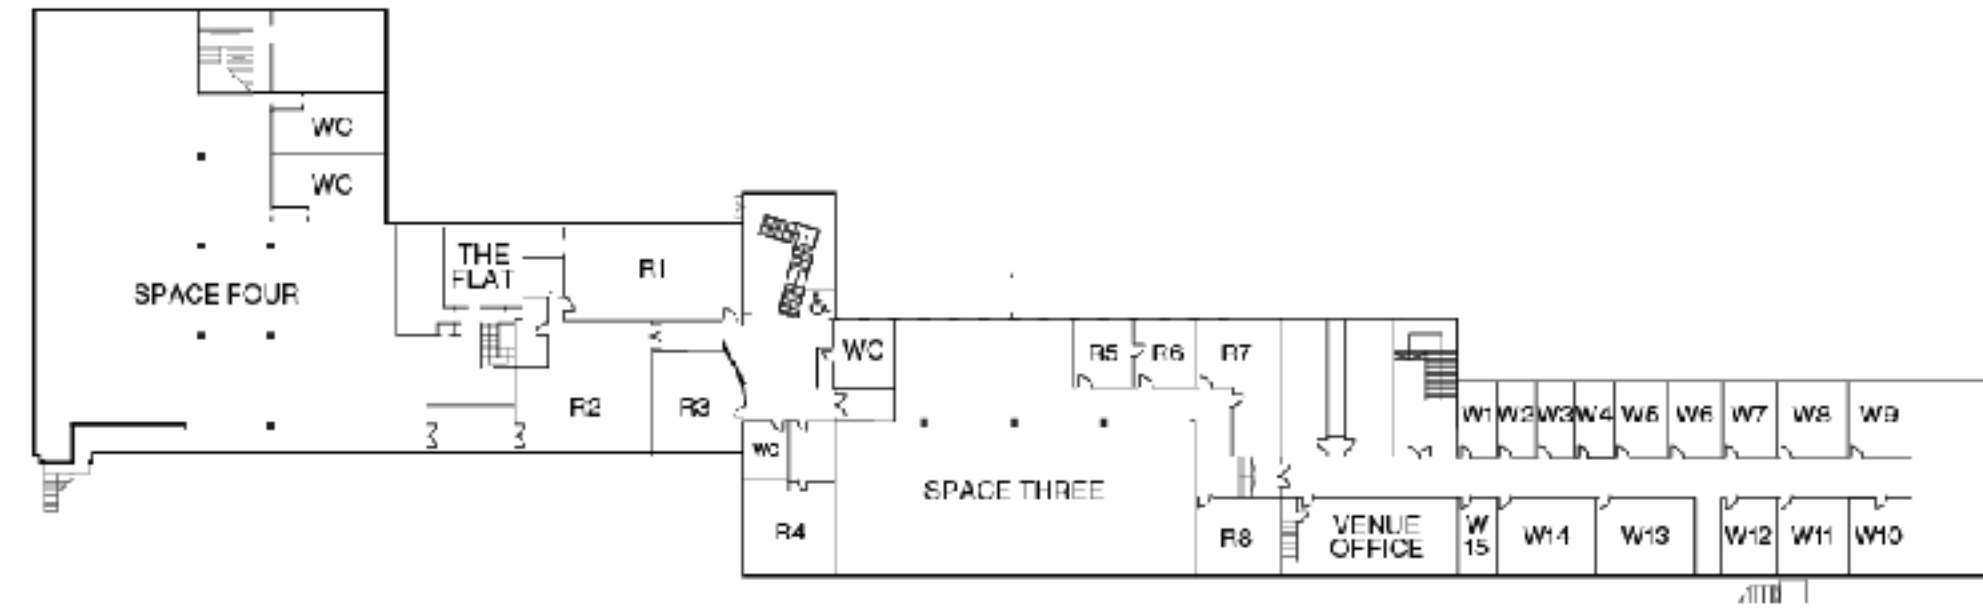 WC
WC
THE
FLAT
R1
SPACE FOUR
WC
R5
R6
R7
R2
R3
W1
W2
W3
W4
W5
W6
W7
W8
W9
WC
SPACE THREE
R4
R8
VENUE
OFFICE
W
15
W14
W13
W12
W11
W10